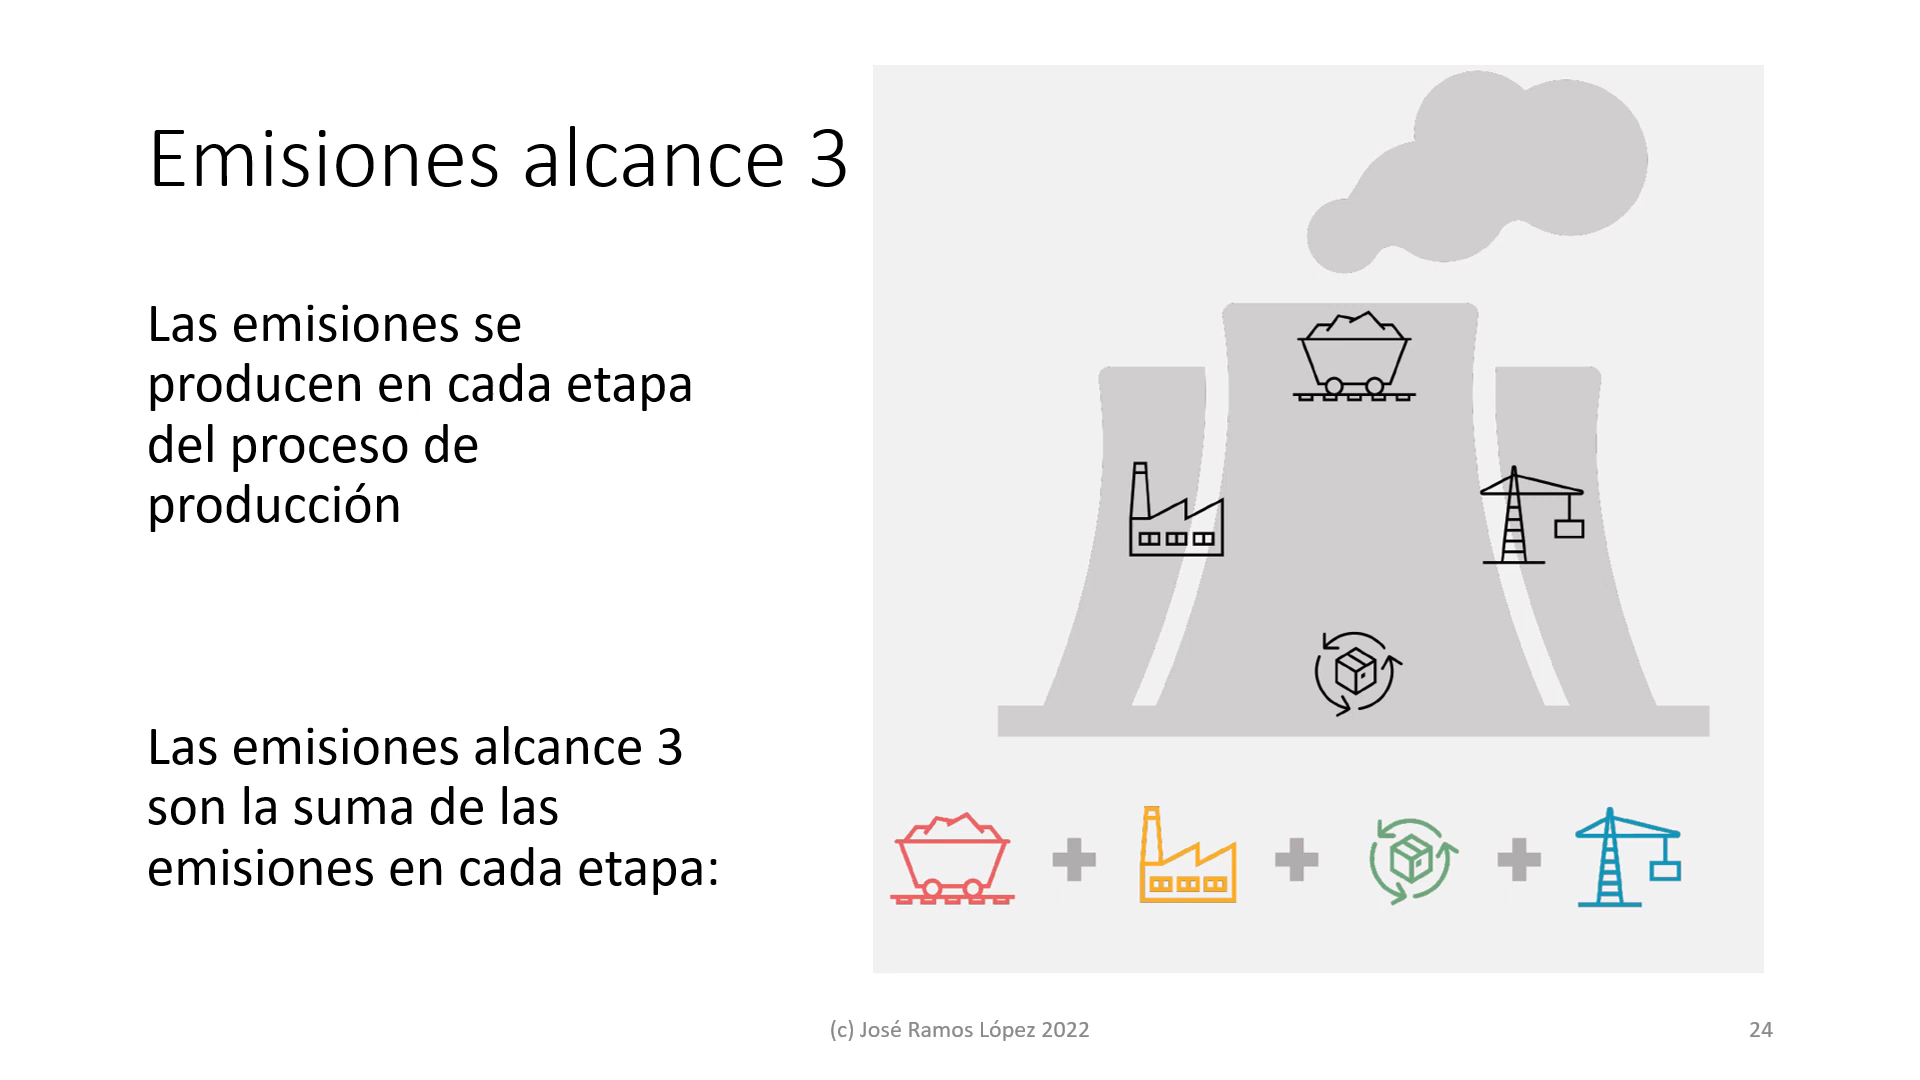 Emisiones alcance 3
Las emisiones se
producen en cada etapa
del proceso de
producción
Las emisiones alcance 3
son la suma de las
emisiones en cada etapa:
(c) José Ramos López 2022
24